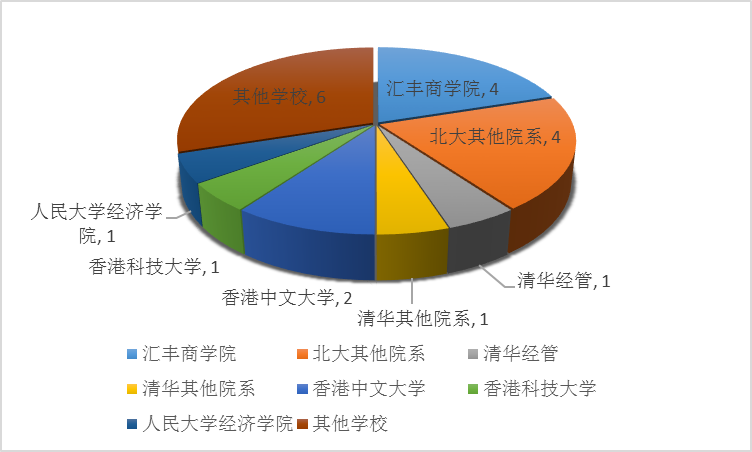 其他学校, 6
汇丰商学院, 4
北大其他院系, 4
人民大学经济学
院, 1
香港科技大学, 1
香港中文大学, 2
清华其他院系, 1
清华经管, 1
汇丰商学院
北大其他院系
清华经管
清华其他院系
香港中文大学
香港科技大学
人民大学经济学院
其他学校